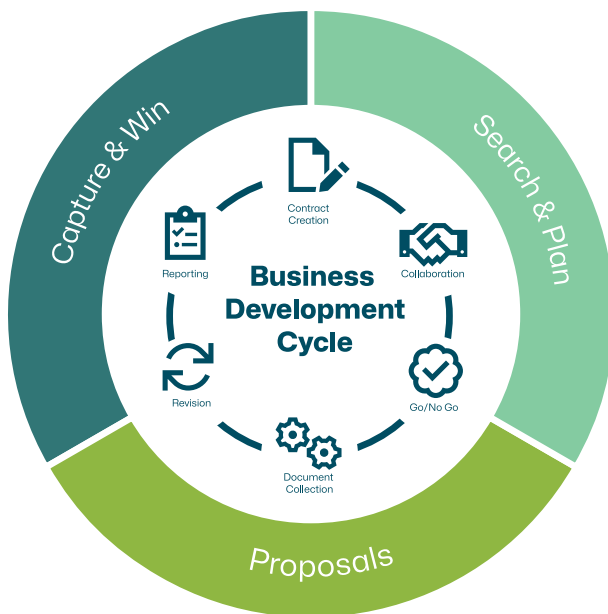 Capture & Win
Search & Plan
Proposals
Business
Development
Cycle
Contract
Creation
Collaboration
Go/No Go
Document
Collection
Revision
Reporting